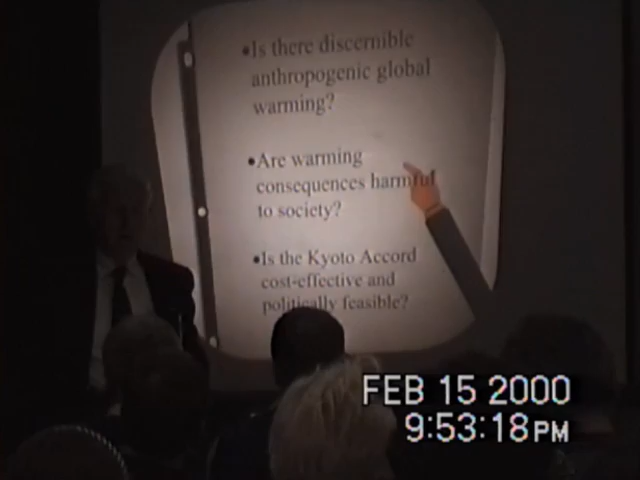 •Is there discernible
anthropogenic global
warming?
•Are warming
consequences harmful
to society?
•Is the Kyoto Accord
cost-effective and
politically feasible?
FEB 15 2000
9:53:18PM